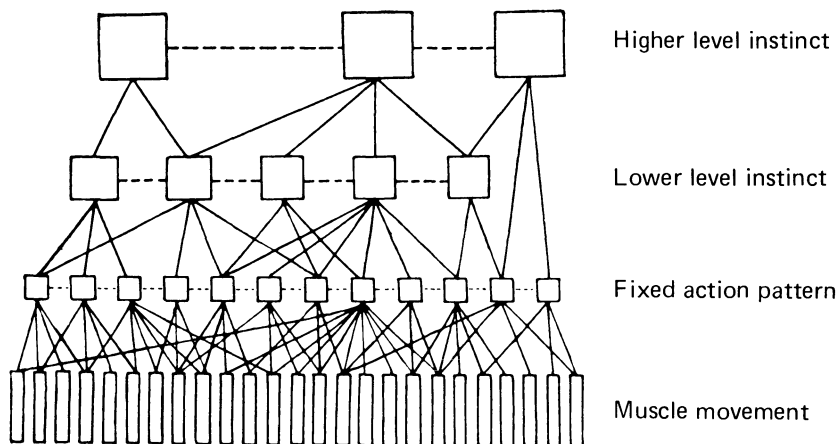 Higher level instinct
Lower level instinct
Fixed action pattern
Muscle movement